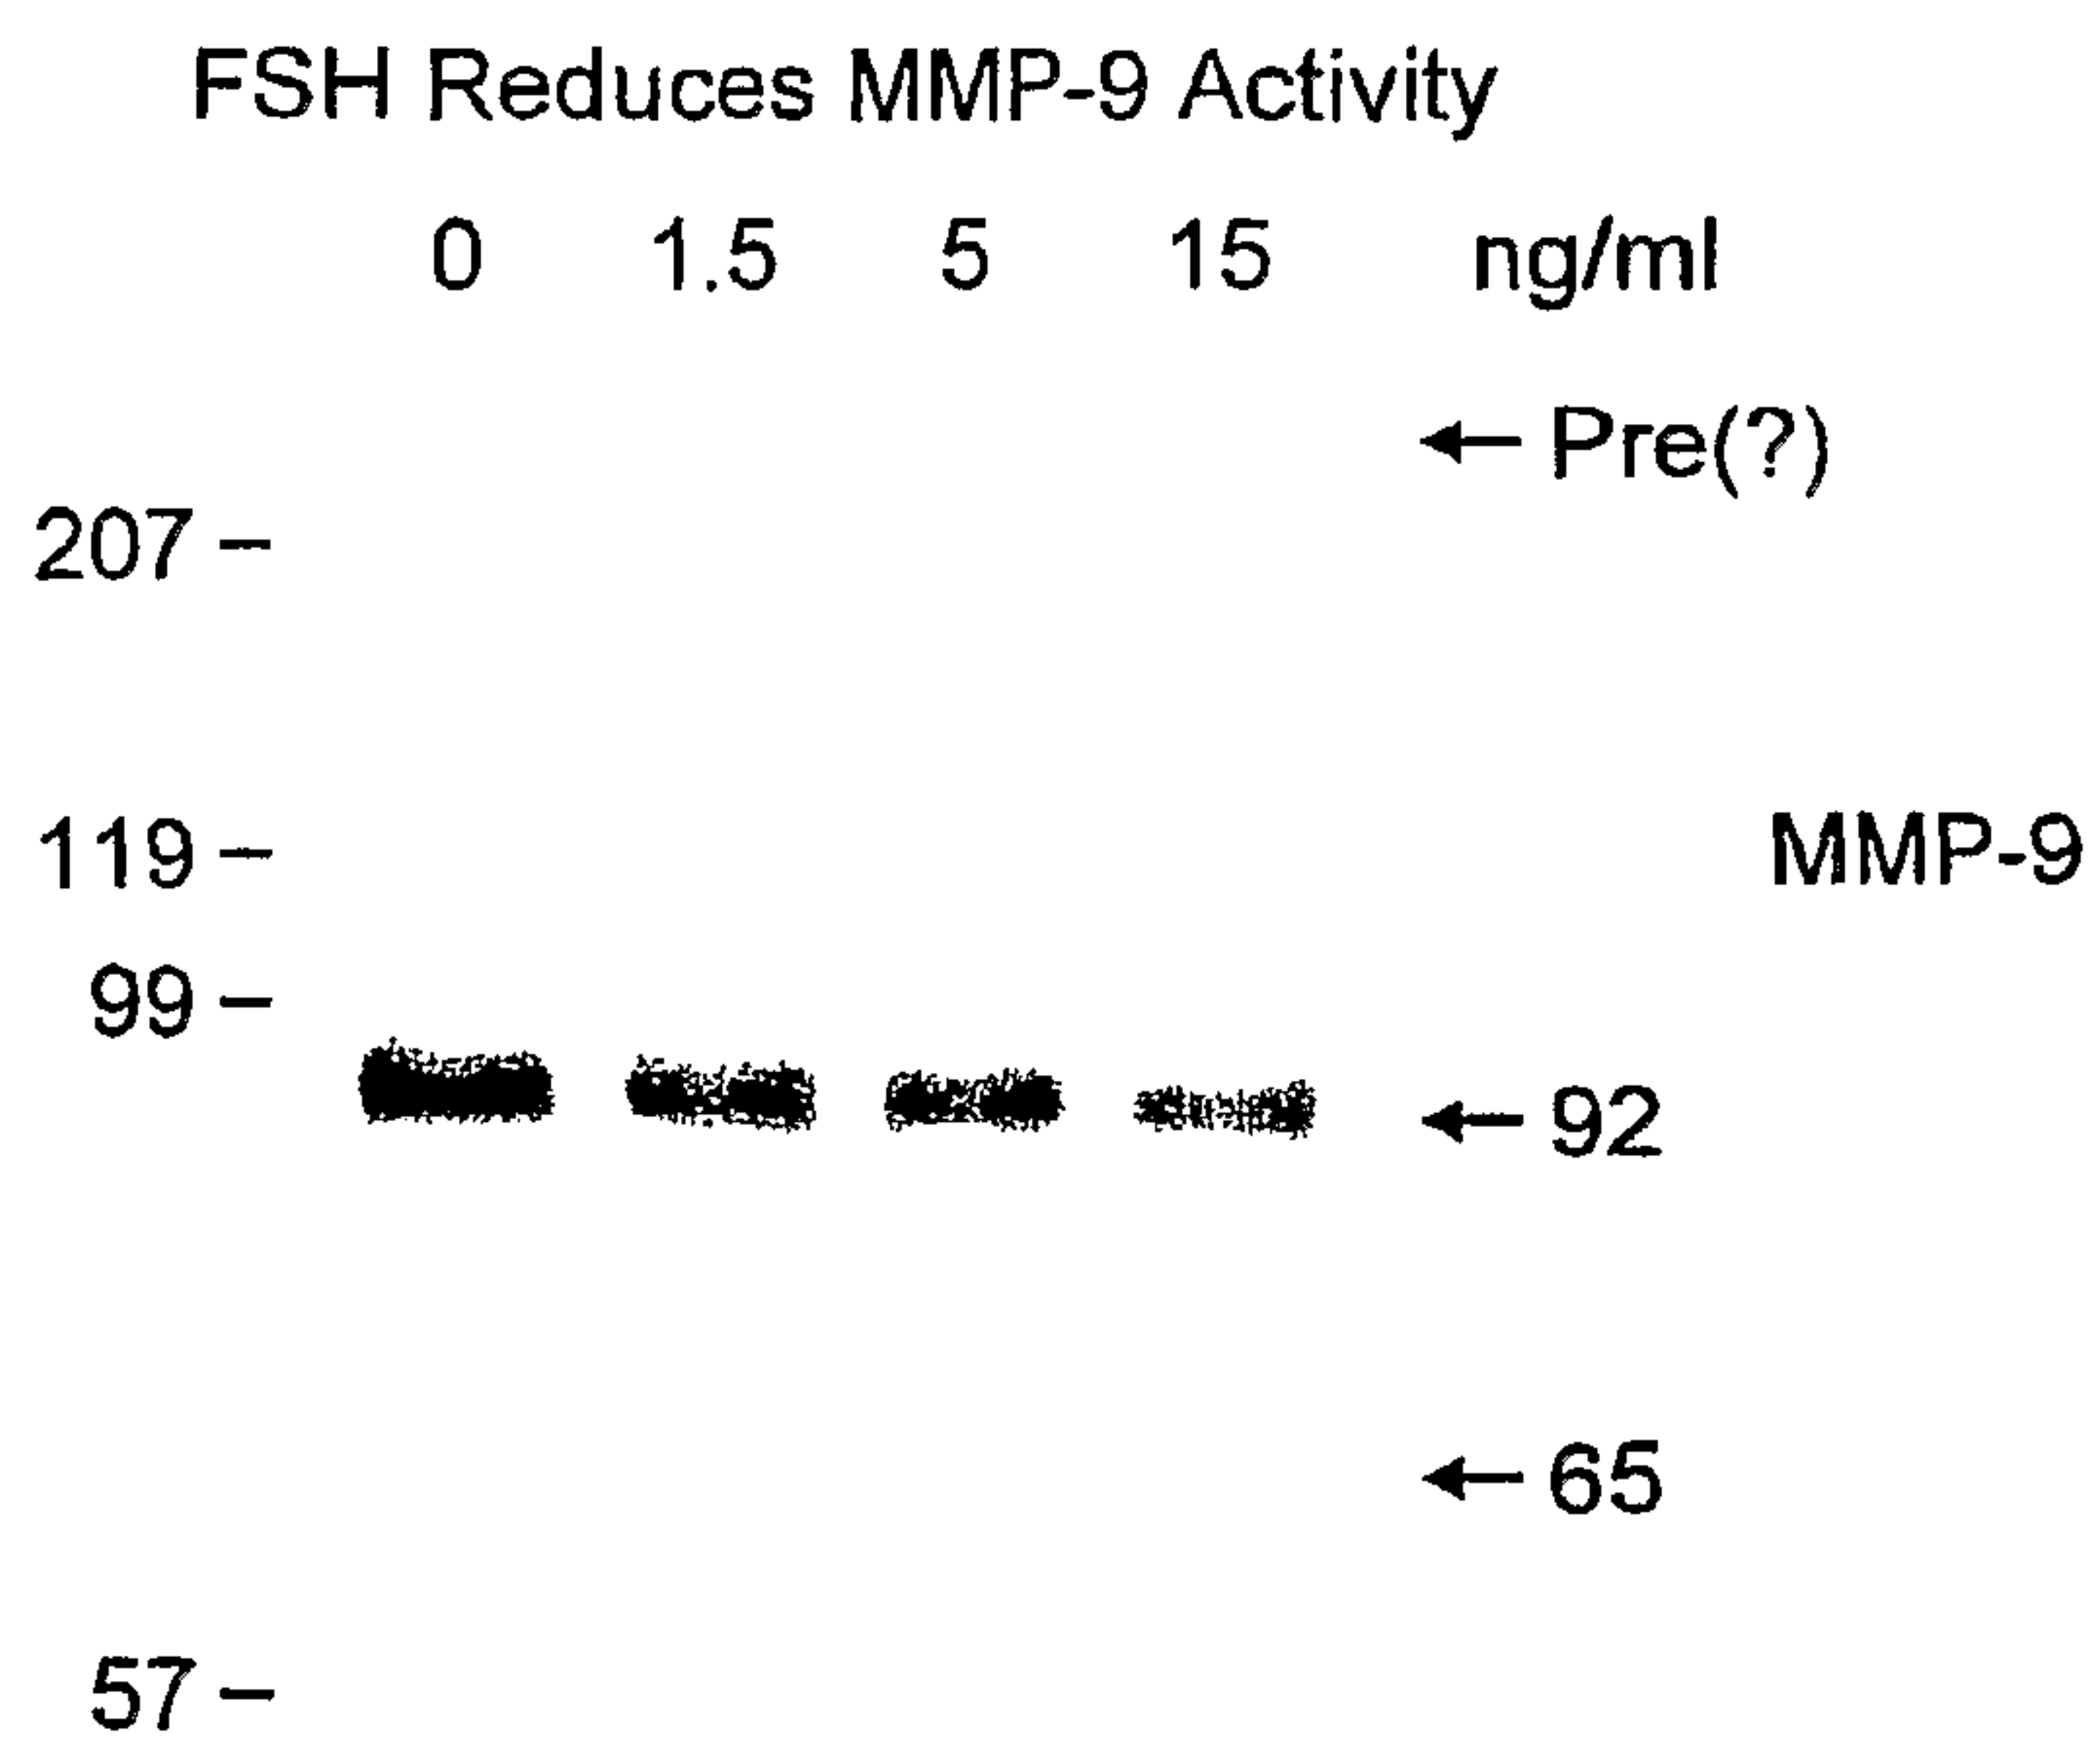 FSH Reduces MMP-9 Activity
0 1.5 5 15 ng/ml
Pre(?)
207
119 MMP-9
99
92
65
57